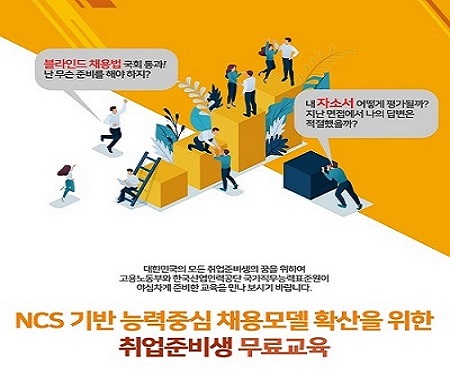 블라인드 채용법 국회 통과!
난 무슨 준비를 해야 하지?
내 자소서 어떻게 평가될까?
지난 면접에서 나의 답변은
적절했을까?
대한민국의 모든 취업준비생의 꿈을 위하여
고용노동부와 한국산업인력공단 국가직무능력표준원이
야심차게 준비한 교육을 만나 보시기 바랍니다.
NCS 기반 능력중심 채용모델 확산을 위한
취업준비생 무료교육